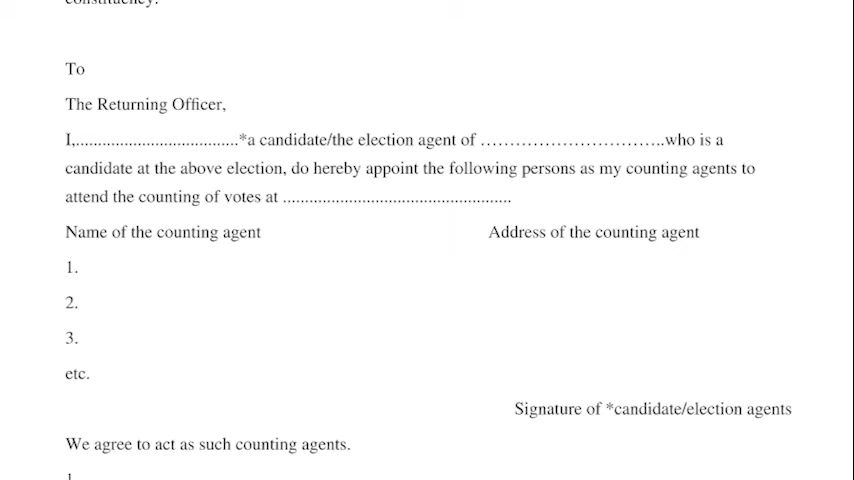 constituency.
To
The Returning Officer,
I,.....................................*a candidate/the election agent of …………………………..who is a
candidate at the above election, do hereby appoint the following persons as my counting agents to
attend the counting of votes at ....................................................
Name of the counting agent Address of the counting agent
1.
2.
3.
etc.
Signature of *candidate/election agents
We agree to act as such counting agents.
1